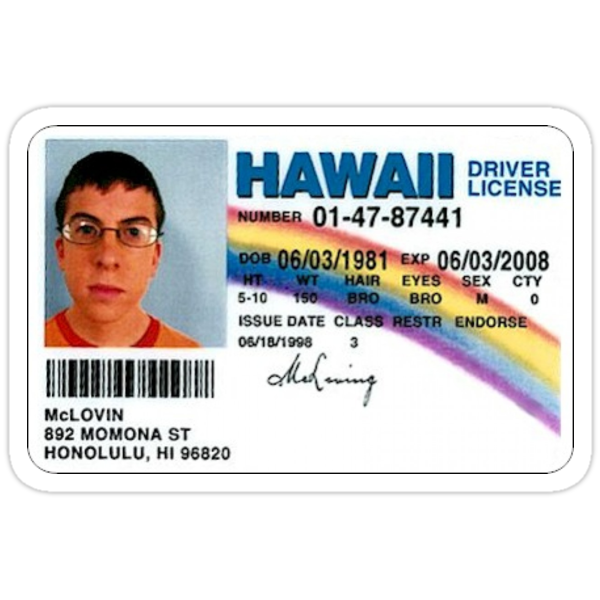 HAWAII DRIVER LICENSE
NUMBER 01-47-87441
DOB 06/03/1981 EXP 06/03/2008
HT WT HAIR EYES SEX CTY
5-10 150 BRO BRO M 0
ISSUE DATE CLASS RESTR ENDORSE
06/18/1998 3
McLoving
McLOVIN
892 MOMONA ST
HONOLULU, HI 96820